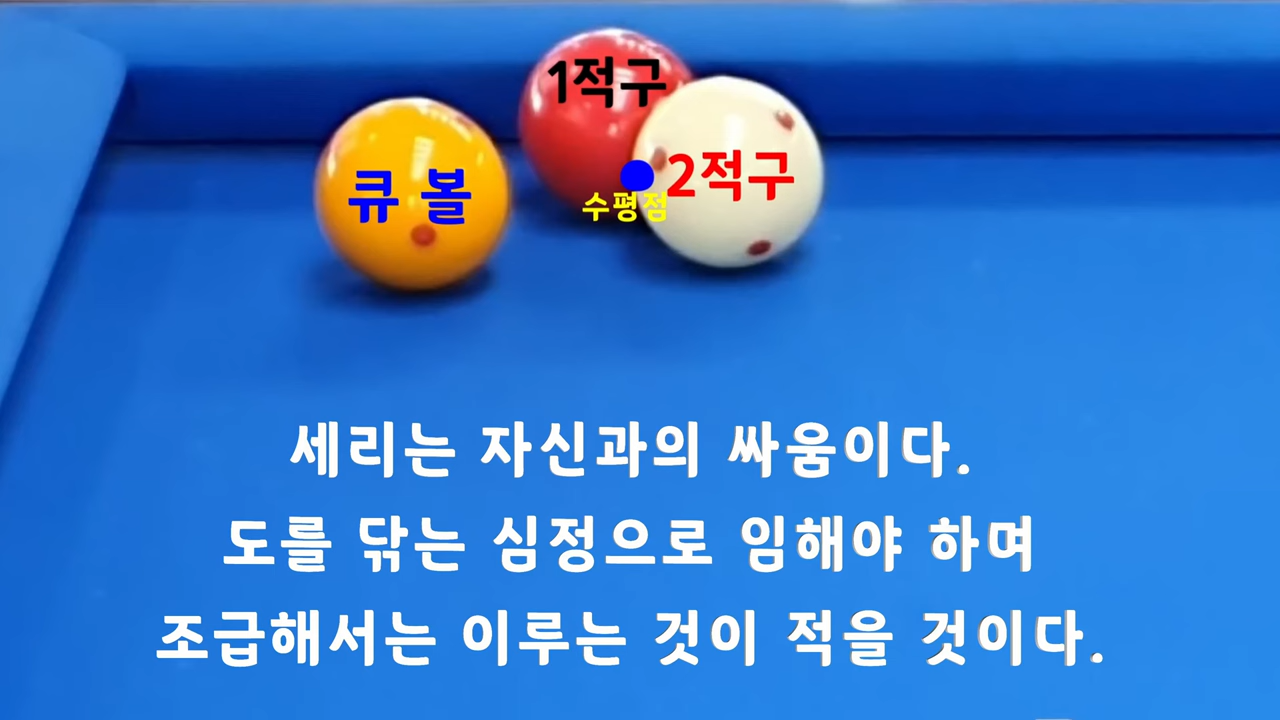 1적구
큐 볼
2적구
수평점
세리는 자신과의 싸움이다.
도를 닦는 심정으로 임해야 하며
조급해서는 이루는 것이 적을 것이다.